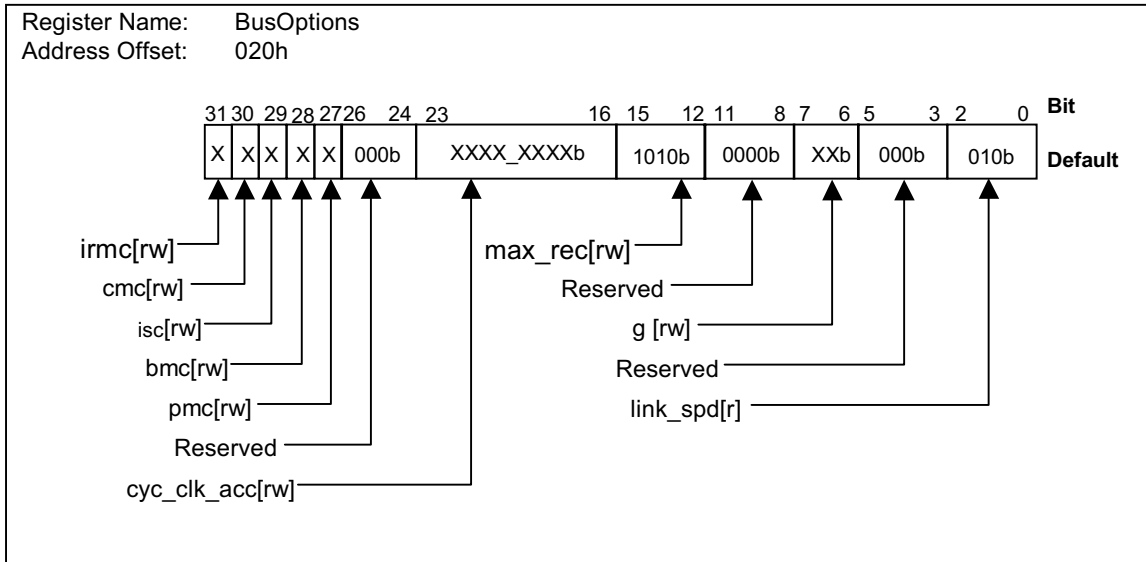 Register Name: BusOptions
Address Offset: 020h
31 30 29 28 27 26 24 23 16 15 12 11 8 7 6 5 3 2 0 Bit
X X X X X 000b XXXX_XXXXb 1010b 0000b XXb 000b 010b Default
irmc[rw] max_rec[rw]
cmc[rw] Reserved
isc[rw] g [rw]
bmc[rw] Reserved
pmc[rw] link_spd[r]
Reserved
cyc_clk_acc[rw]